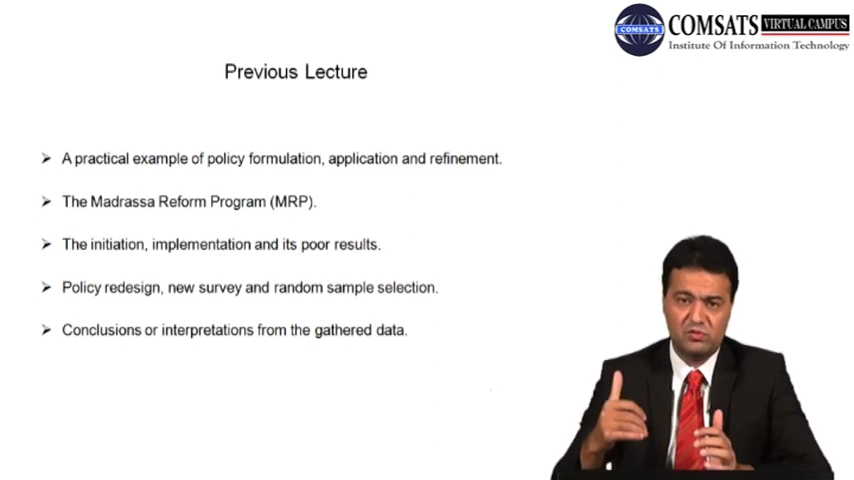 COMSATS
COMSATS VIRTUAL CAMPUS
Institute Of Information Technology
Previous Lecture
➢ A practical example of policy formulation, application and refinement.
➢ The Madrassa Reform Program (MRP).
➢ The initiation, implementation and its poor results.
➢ Policy redesign, new survey and random sample selection.
➢ Conclusions or interpretations from the gathered data.